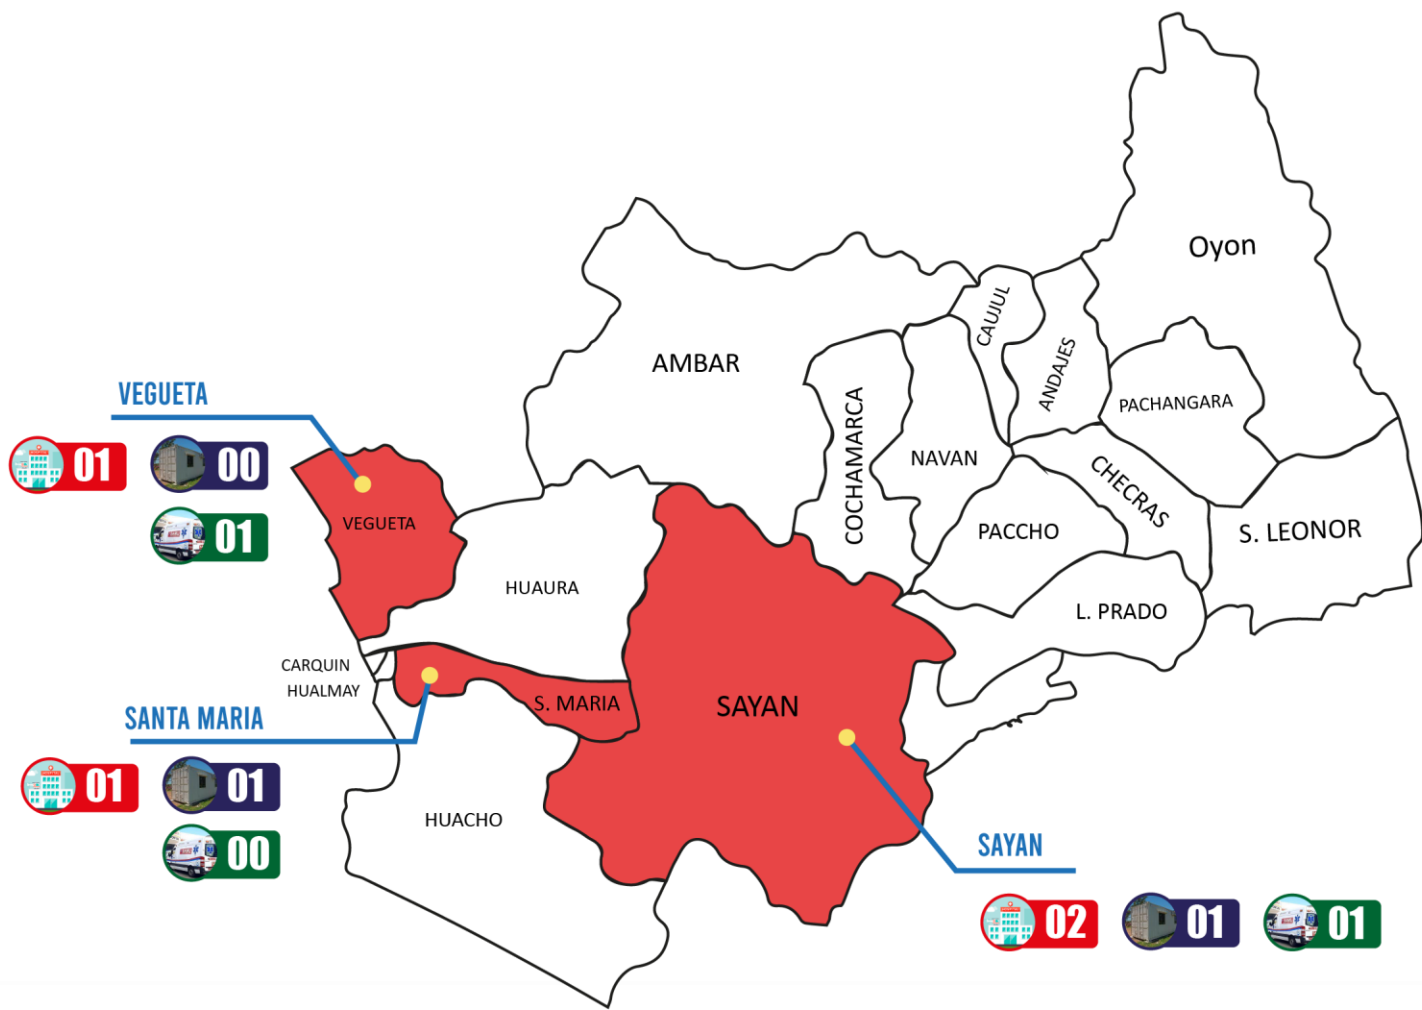 Oyon
CAUJUL
ANDAJES
AMBAR
PACHANGARA
VEGUETA
COCHAMARCA
NAVAN
01
00
CHECRAS
VEGUETA
01
PACCHO
S. LEONOR
HUAURA
L. PRADO
CARQUIN
HUALMAY
S. MARIA
SAYAN
SANTA MARIA
01
01
HUACHO
00
SAYAN
02
01
01